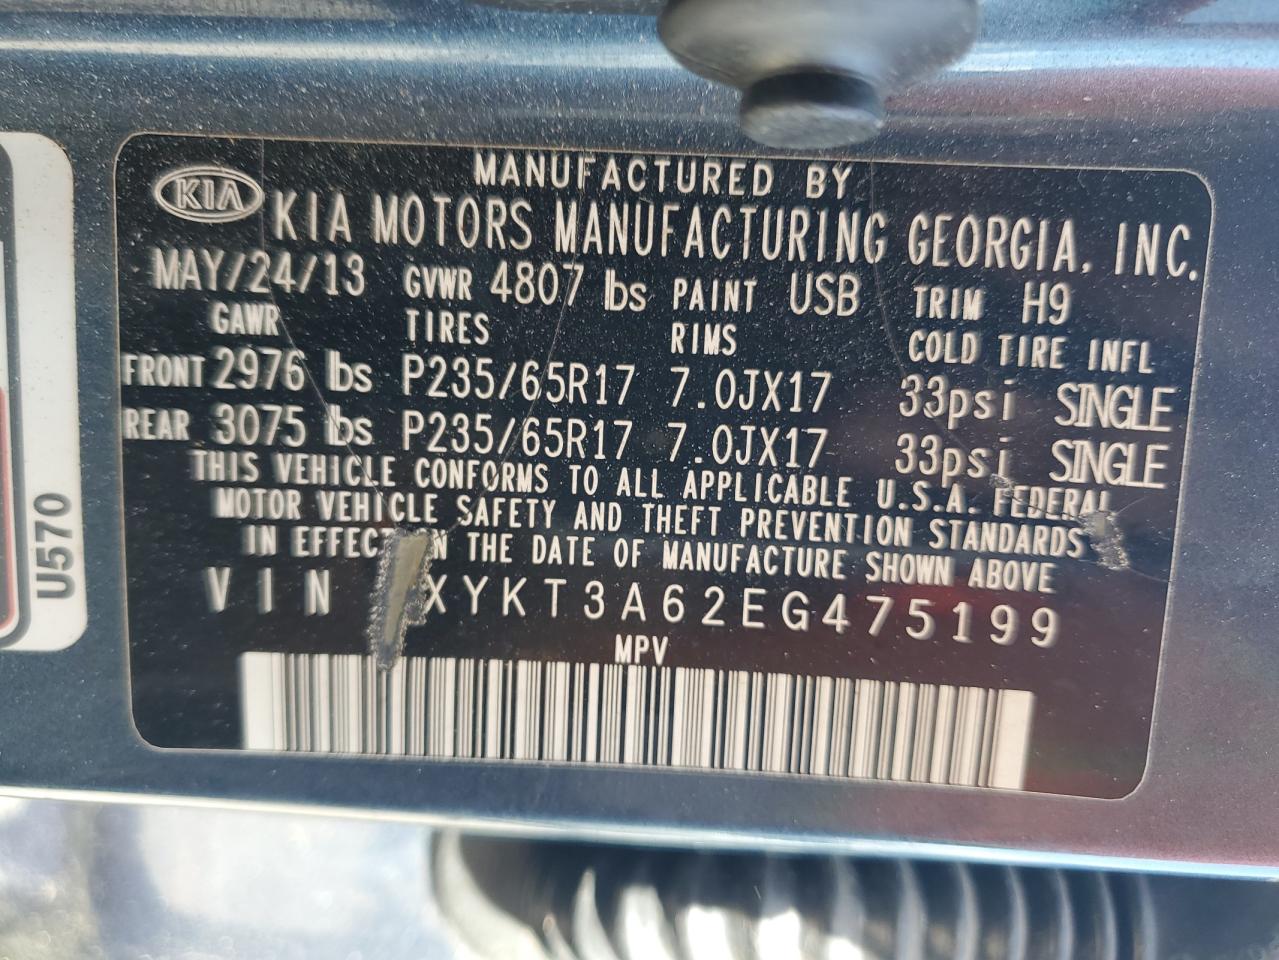 MANUFACTURED BY
KIA KIA MOTORS MANUFACTURING GEORGIA, INC.
MAY/24/13 GVWR 4807 lbs PAINT USB TRIM H9
GAWR TIRES RIMS COLD TIRE INFL
FRONT 2976 lbs P235/65R17 7.0JX17 33psi SINGLE
REAR 3075 lbs P235/65R17 7.0JX17 33psi SINGLE
THIS VEHICLE CONFORMS TO ALL APPLICABLE U.S.A. FEDERAL
MOTOR VEHICLE SAFETY AND THEFT PREVENTION STANDARDS
IN EFFEC N THE DATE OF MANUFACTURE SHOWN ABOVE
VIN XYKT3A62EG475199
MPV
U570